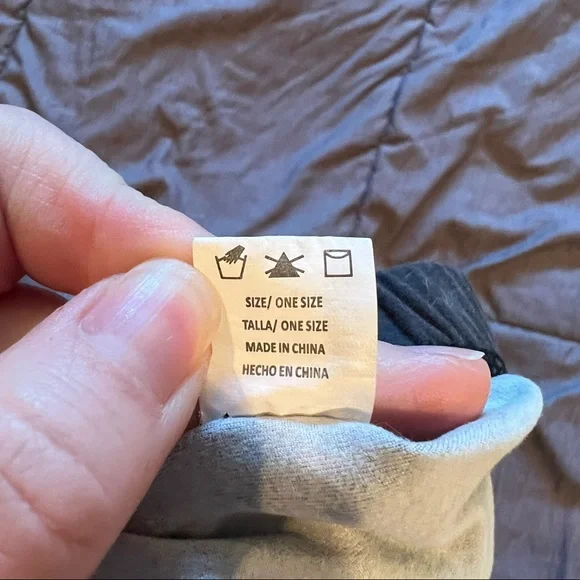 SIZE/ ONE SIZE
TALLA/ ONE SIZE
MADE IN CHINA
HECHO EN CHINA